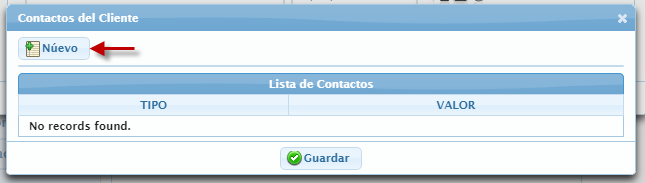 Contactos del Cliente
Núevo
Lista de Contactos
TIPO VALOR
No records found.
Guardar